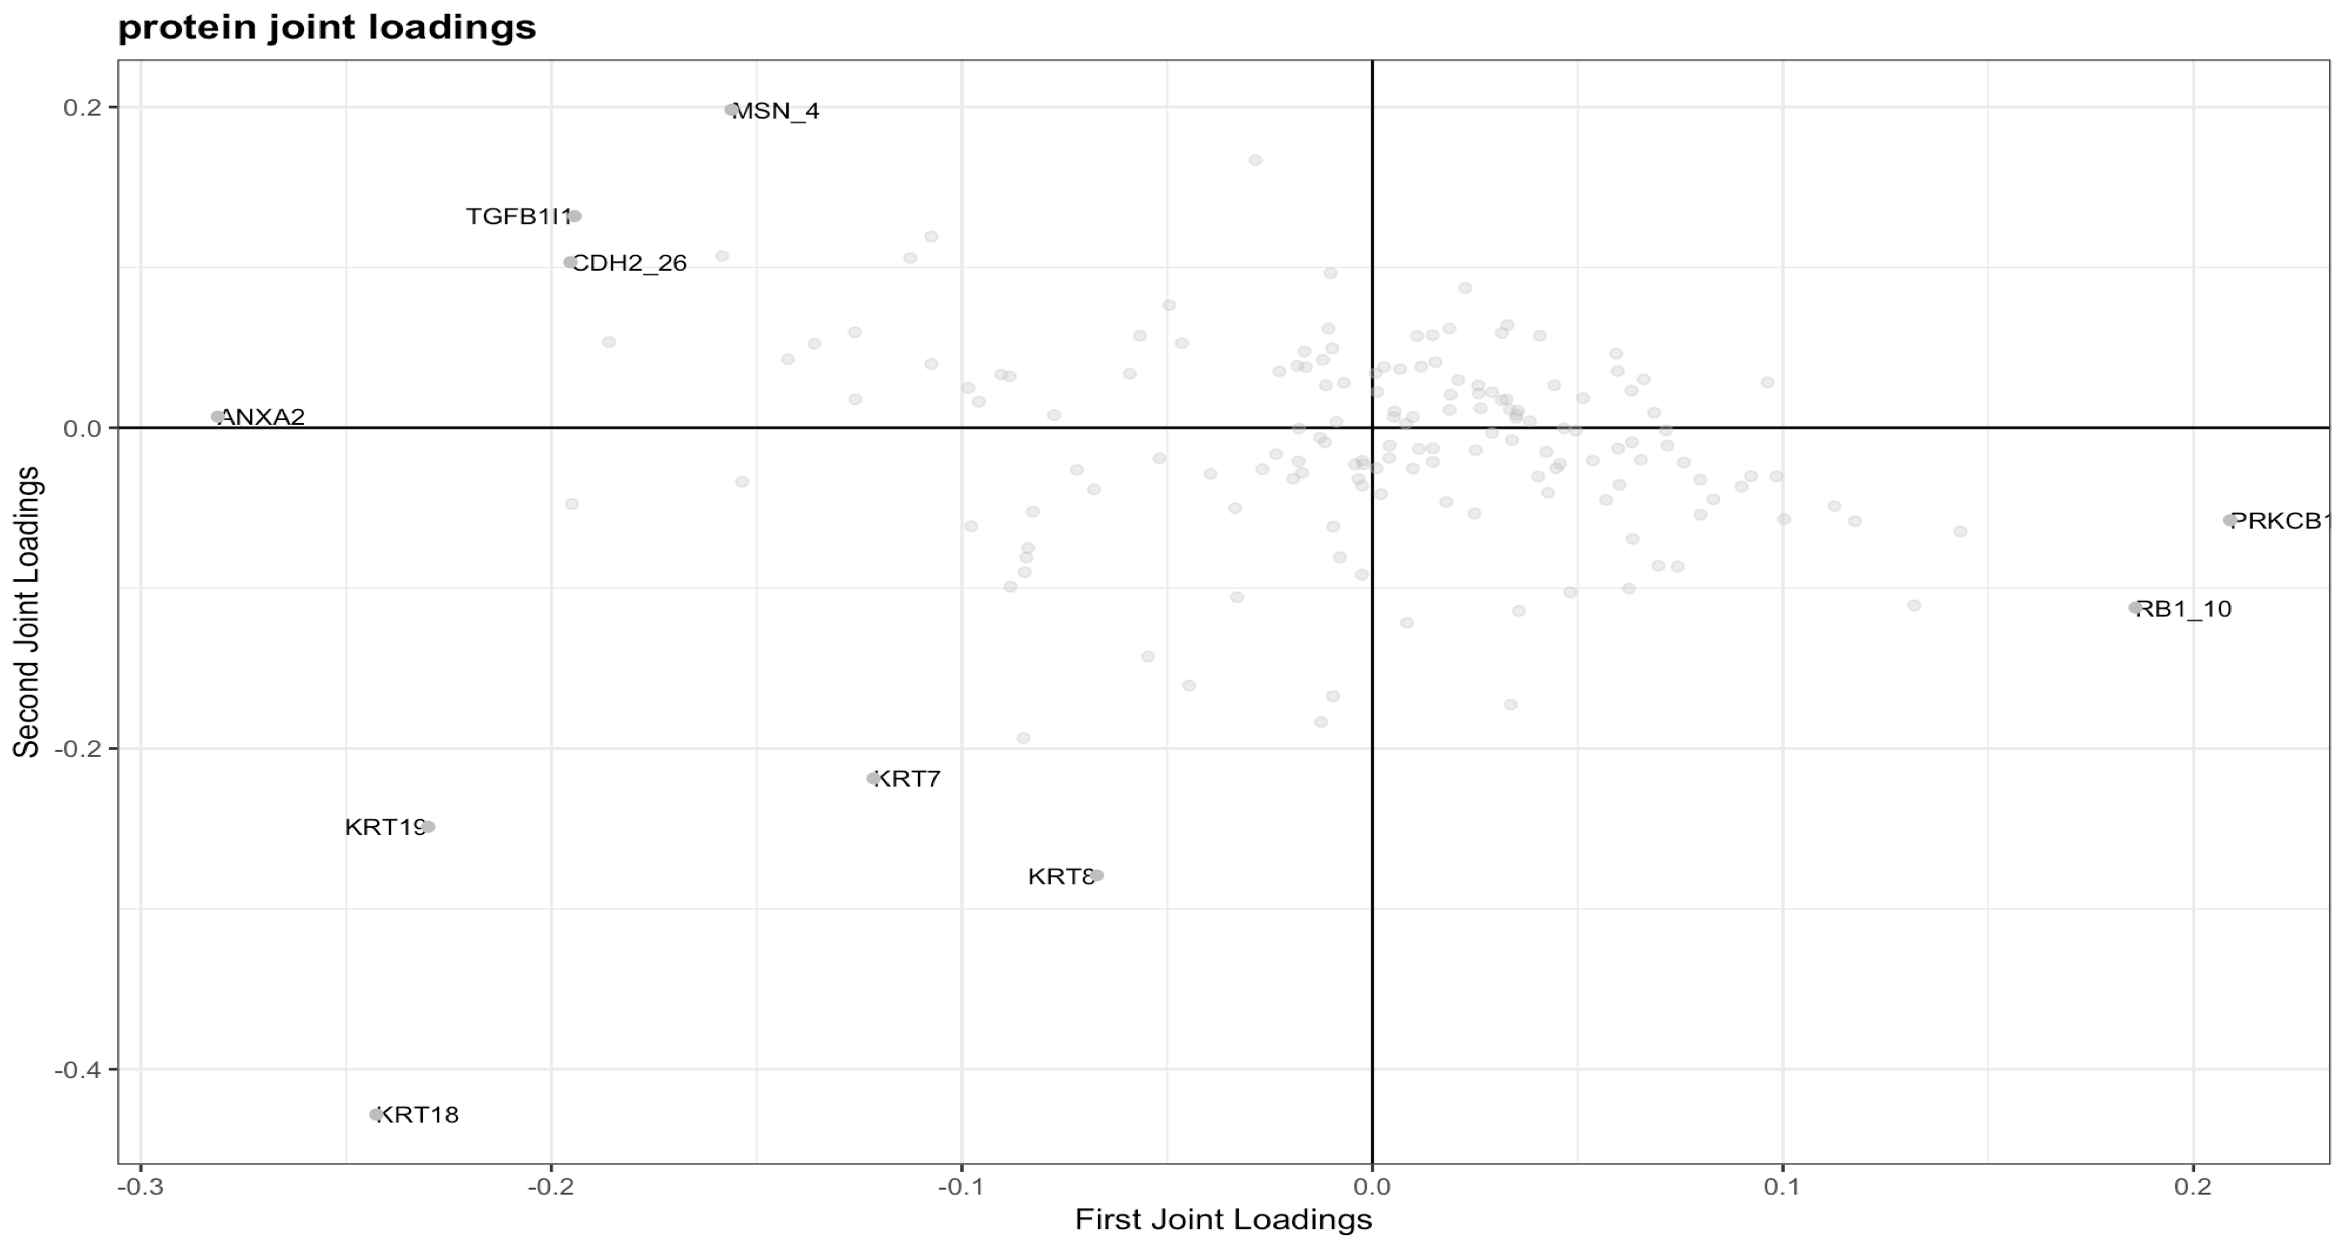 protein joint loadings
0.2
MSN_4
TGFB1I1
CDH2_26
ANXA2
0.0
PRKCB1
RB1_10
-0.2
KRT7
KRT19
KRT8
-0.4
KRT18
Second Joint Loadings
-0.3
-0.2
-0.1
0.0
0.1
0.2
First Joint Loadings